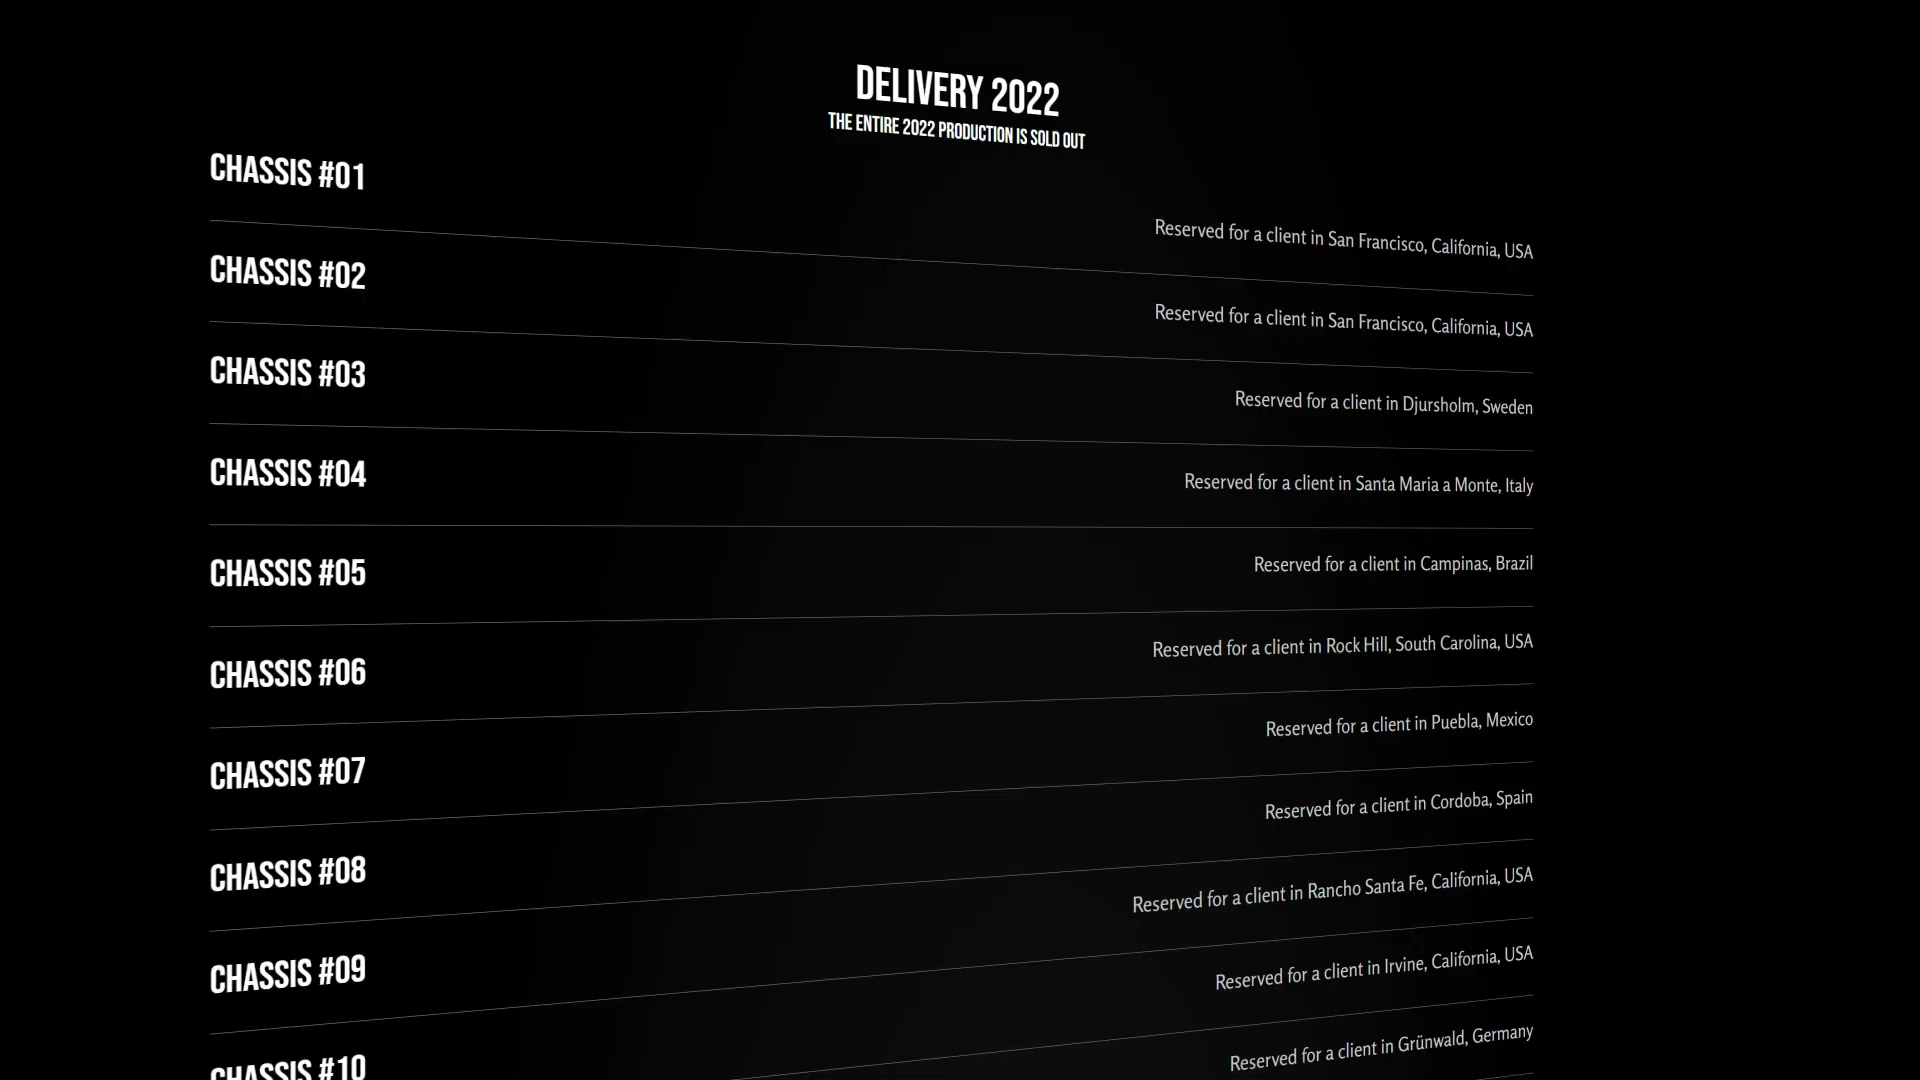 DELIVERY 2022
THE ENTIRE 2022 PRODUCTION IS SOLD OUT
CHASSIS #01
Reserved for a client in San Francisco, California, USA
CHASSIS #02
Reserved for a client in San Francisco, California, USA
CHASSIS #03
Reserved for a client in Djursholm, Sweden
CHASSIS #04
Reserved for a client in Santa Maria a Monte, Italy
CHASSIS #05
Reserved for a client in Campinas, Brazil
CHASSIS #06
Reserved for a client in Rock Hill, South Carolina, USA
CHASSIS #07
Reserved for a client in Puebla, Mexico
CHASSIS #08
Reserved for a client in Cordoba, Spain
CHASSIS #09
Reserved for a client in Rancho Santa Fe, California, USA
CHASSIS #10
Reserved for a client in Irvine, California, USA
Reserved for a client in Grünwald, Germany